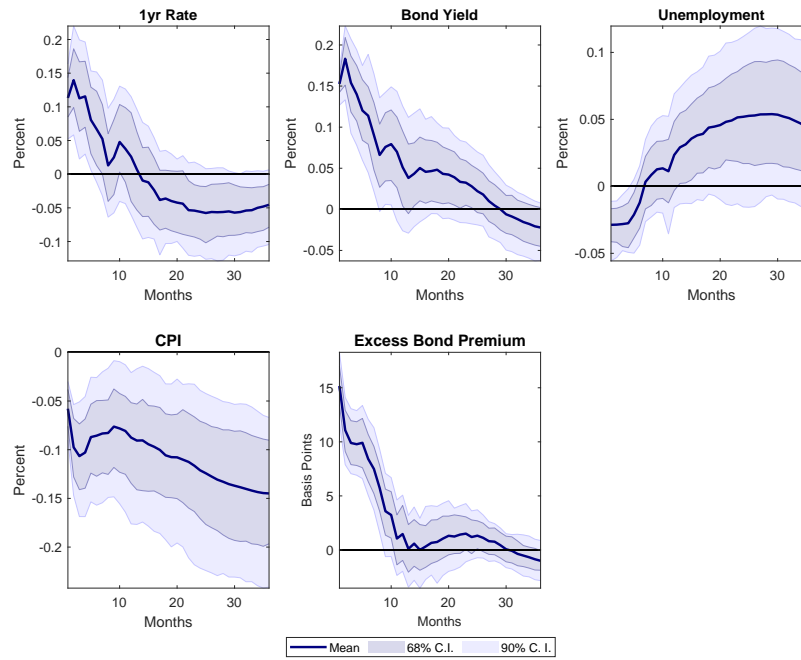 1yr Rate
0.2
0.15
0.1
0.05
0
-0.05
-0.1
Percent
10 20 30
Months
Bond Yield
0.2
0.15
0.1
0.05
0
-0.05
Percent
10 20 30
Months
Unemployment
0.1
0.05
0
-0.05
Percent
10 20 30
Months
CPI
0
-0.05
-0.1
-0.15
-0.2
Percent
10 20 30
Months
Excess Bond Premium
15
10
5
0
Basis Points
10 20 30
Months
Mean 68% C.I. 90% C. I.